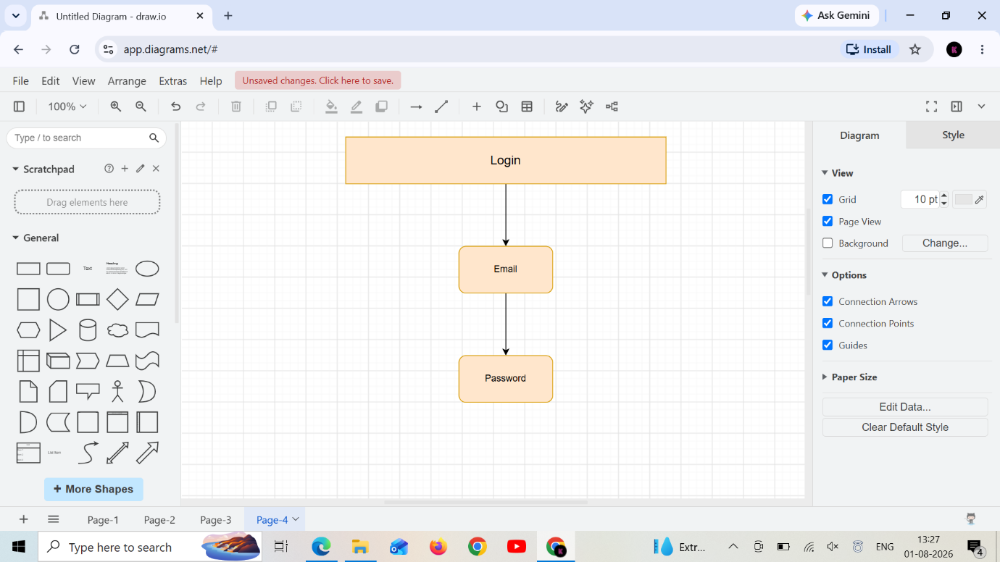 Untitled Diagram - draw.io
Ask Gemini
app.diagrams.net/#
Install
K
File Edit View Arrange Extras Help Unsaved changes. Click here to save.
100%
Type / to search
Diagram Style
Scratchpad
Drag elements here
General
Text
Heading
List Item
+ More Shapes
Login
Email
Password
View
Grid 10 pt
Page View
Background Change...
Options
Connection Arrows
Connection Points
Guides
Paper Size
Edit Data...
Clear Default Style
Page-1 Page-2 Page-3 Page-4
Type here to search
Extr...
ENG
13:27
01-08-2026
4